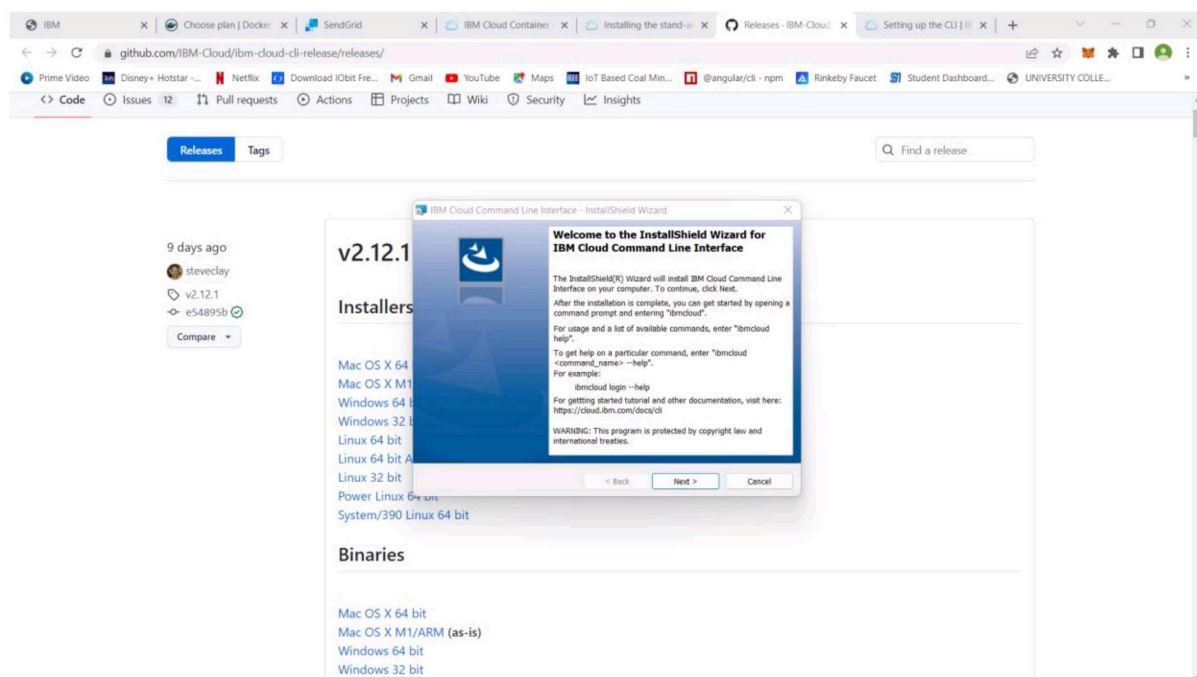 IBM
Choose plan | Docker
SendGrid
IBM Cloud Container
Installing the stand-al
Releases · IBM-Cloud
Setting up the CLI | IB
github.com/IBM-Cloud/ibm-cloud-cli-release/releases/
Prime Video
Disney+ Hotstar -...
Netflix
Download IObit Fre...
Gmail
YouTube
Maps
IoT Based Coal Min...
@angular/cli - npm
Rinkeby Faucet
Student Dashboard...
UNIVERSITY COLLE...
Code
Issues 12
Pull requests
Actions
Projects
Wiki
Security
Insights
Releases
Tags
Find a release
9 days ago
steveclay
v2.12.1
e54895b
Compare
v2.12.1
Installers
Mac OS X 64
Mac OS X M1
Windows 64 b
Windows 32 b
Linux 64 bit
Linux 64 bit A
Linux 32 bit
Power Linux 64 bit
System/390 Linux 64 bit
IBM Cloud Command Line Interface - InstallShield Wizard
Welcome to the InstallShield Wizard for
IBM Cloud Command Line Interface
The InstallShield(R) Wizard will install IBM Cloud Command Line
Interface on your computer. To continue, click Next.
After the installation is complete, you can get started by opening a
command prompt and entering "ibmcloud".
For usage and a list of available commands, enter "ibmcloud
help".
To get help on a particular command, enter "ibmcloud
<command_name> --help".
For example:
ibmcloud login --help
For gettting started tutorial and other documentation, visit here:
https://cloud.ibm.com/docs/cli
WARNING: This program is protected by copyright law and
international treaties.
< Back
Next >
Cancel
Binaries
Mac OS X 64 bit
Mac OS X M1/ARM (as-is)
Windows 64 bit
Windows 32 bit